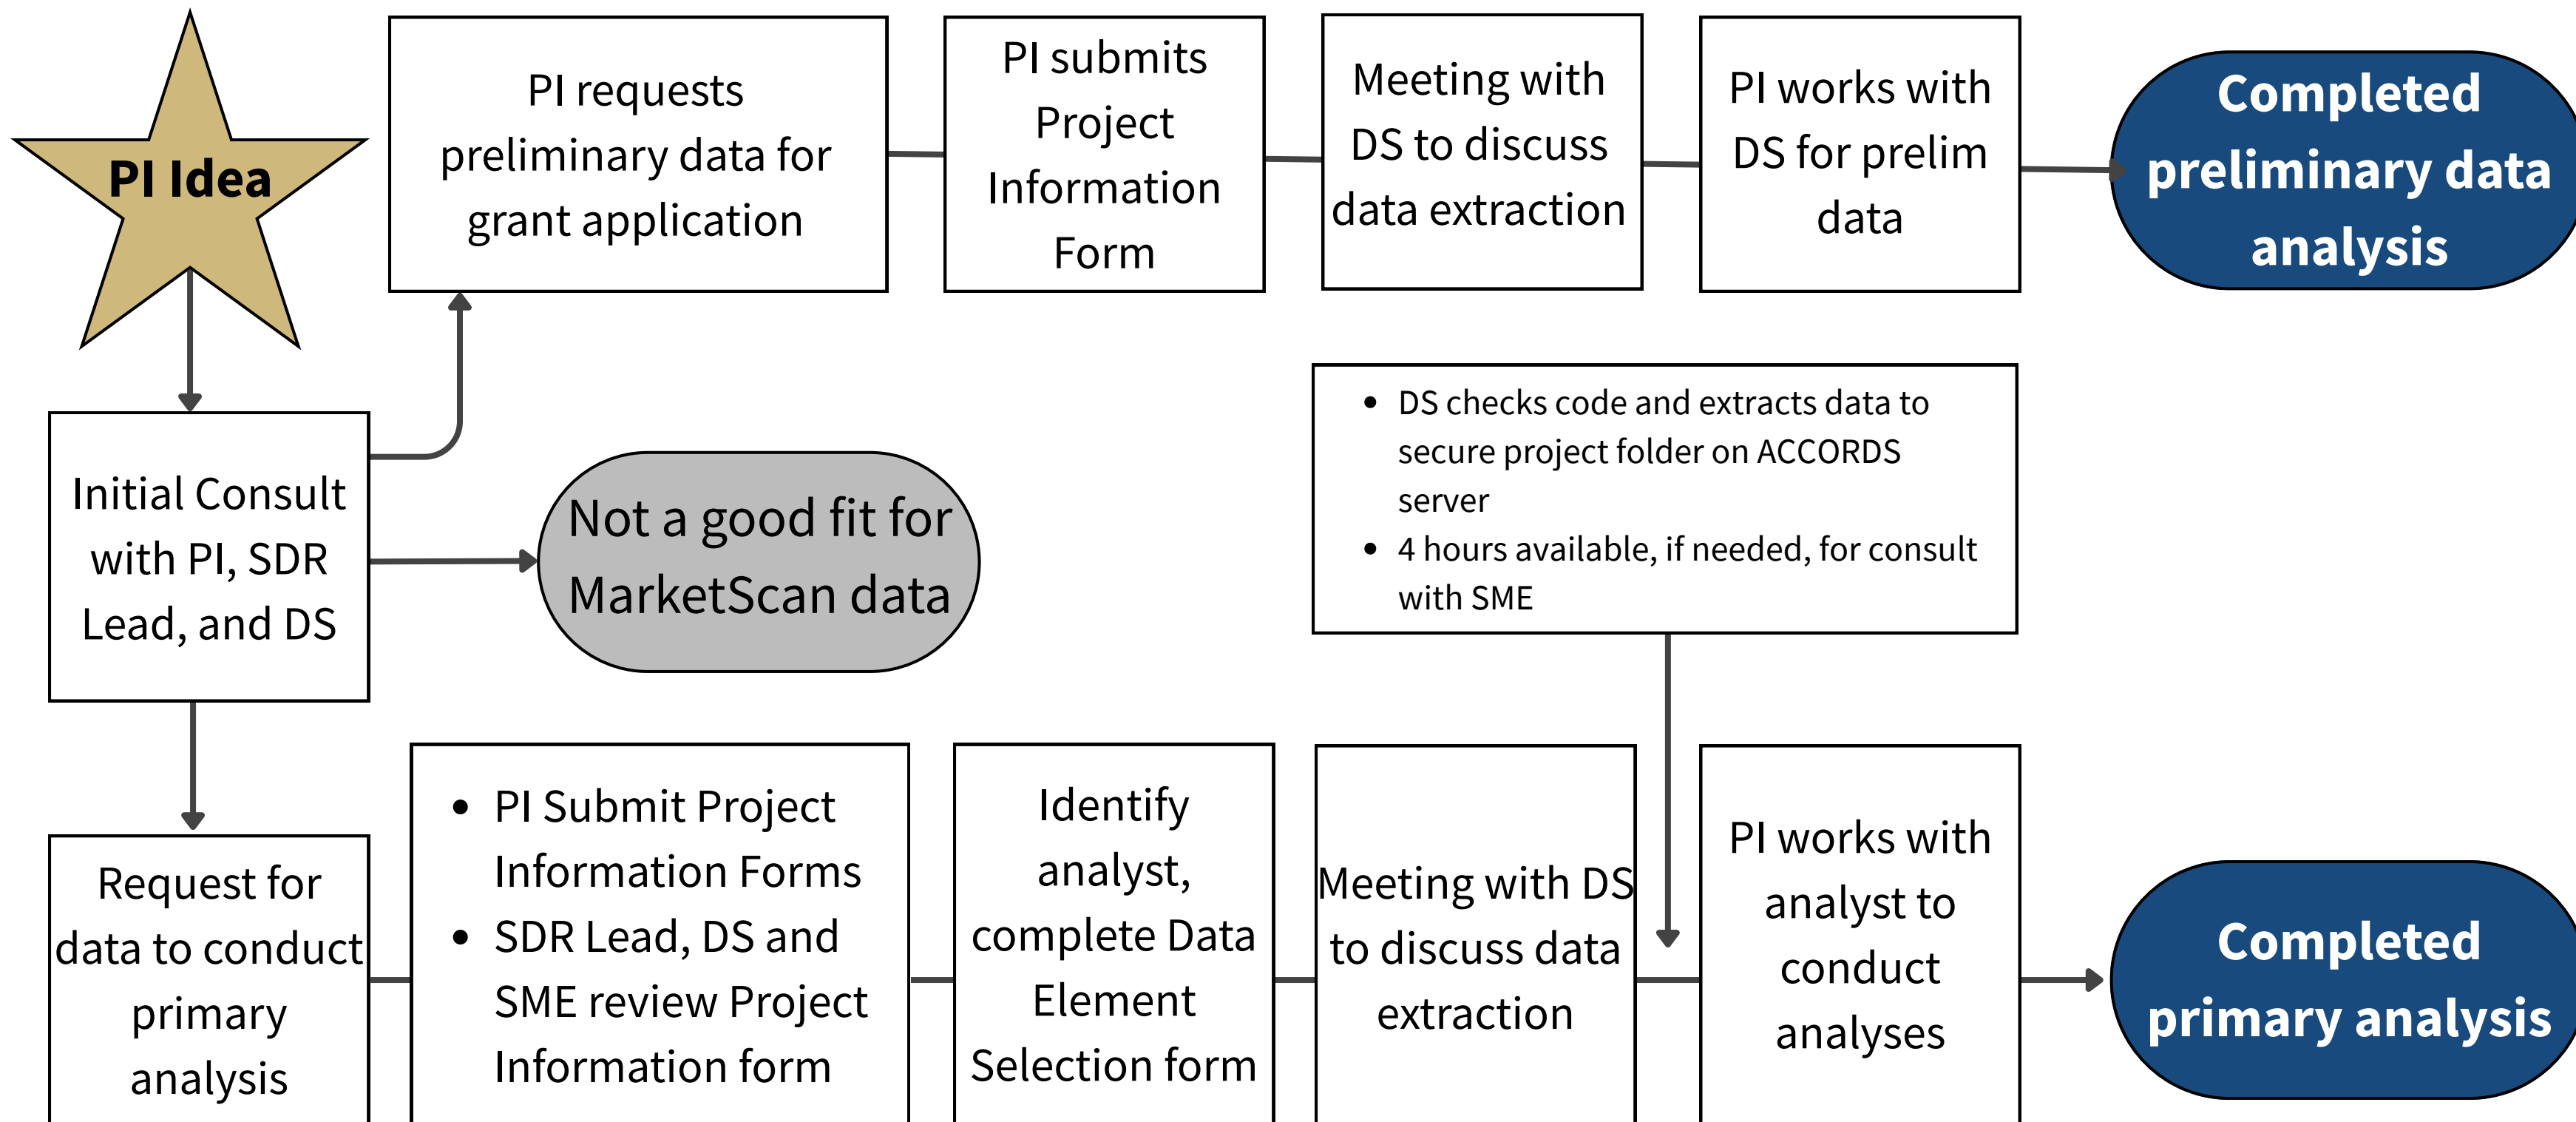 PI Idea
PI requests
preliminary data for
grant application
PI submits
Project
Information
Form
Meeting with
DS to discuss
data extraction
PI works with
DS for prelim
data
Completed
preliminary data
analysis
Initial Consult
with PI, SDR
Lead, and DS
Not a good fit for
MarketScan data
• DS checks code and extracts data to
secure project folder on ACCORDS
server
• 4 hours available, if needed, for consult
with SME
Request for
data to conduct
primary
analysis
• PI Submit Project
Information Forms
• SDR Lead, DS and
SME review Project
Information form
Identify
analyst,
complete Data
Element
Selection form
Meeting with DS
to discuss data
extraction
PI works with
analyst to
conduct
analyses
Completed
primary analysis